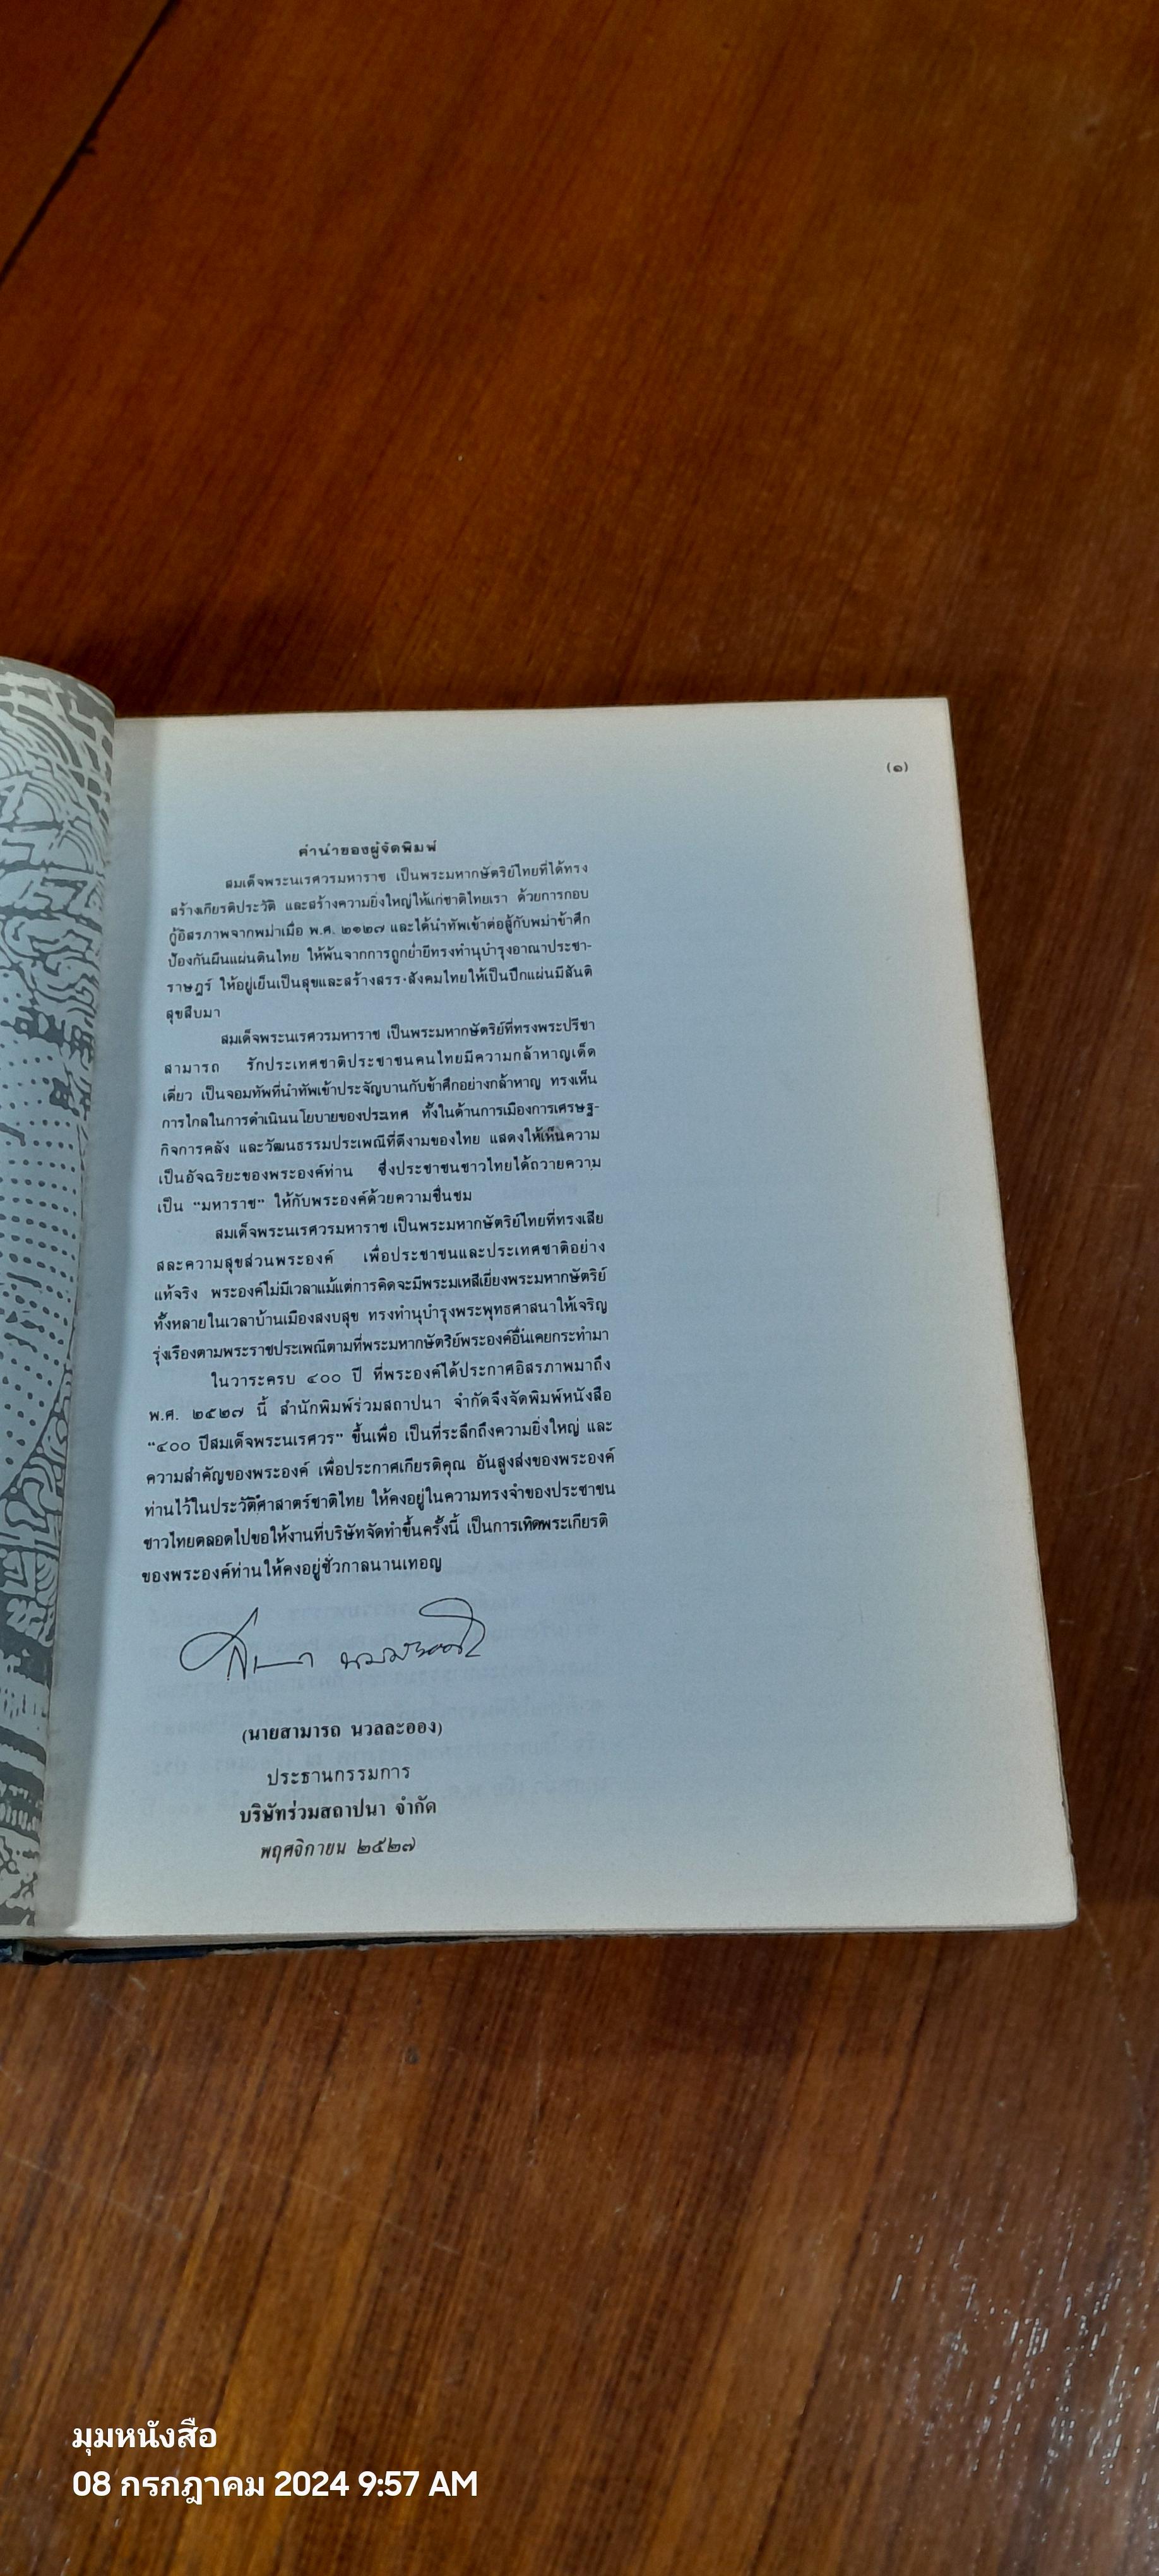 (๑)
คำนำของผู้จัดพิมพ์
สมเด็จพระนเรศวรมหาราช เป็นพระมหากษัตริย์ไทยที่ได้ทรง
สร้างเกียรติประวัติ และสร้างความยิ่งใหญ่ให้แก่ชาติไทยเรา ด้วยการกอบ
กู้อิสรภาพจากพม่าเมื่อ พ.ศ. ๒๑๒๗ และได้นำทัพเข้าต่อสู้กับพม่าข้าศึก
ป้องกันผืนแผ่นดินไทย ให้พ้นจากการถูกย่ำยีทรงทำนุบำรุงอาณาประชา-
ราษฎร์ ให้อยู่เย็นเป็นสุขและสร้างสรร·สังคมไทยให้เป็นปึกแผ่นมีสันติ
สุขสืบมา
สมเด็จพระนเรศวรมหาราช เป็นพระมหากษัตริย์ที่ทรงพระปรีชา
สามารถ รักประเทศชาติประชาชนคนไทยมีความกล้าหาญเด็ด
เดี่ยว เป็นจอมทัพที่นำทัพเข้าประจัญบานกับข้าศึกอย่างกล้าหาญ ทรงเห็น
การไกลในการดำเนินนโยบายของประเทศ ทั้งในด้านการเมืองการเศรษฐ-
กิจการคลัง และวัฒนธรรมประเพณีที่ดีงามของไทย แสดงให้เห็นความ
เป็นอัจฉริยะของพระองค์ท่าน ซึ่งประชาชนชาวไทยได้ถวายความ
เป็น "มหาราช" ให้กับพระองค์ด้วยความชื่นชม
สมเด็จพระนเรศวรมหาราช เป็นพระมหากษัตริย์ไทยที่ทรงเสีย
สละความสุขส่วนพระองค์ เพื่อประชาชนและประเทศชาติอย่าง
แท้จริง พระองค์ไม่มีเวลาแม้แต่การคิดจะมีพระมเหสีเยี่ยงพระมหากษัตริย์
ทั้งหลายในเวลาบ้านเมืองสงบสุข ทรงทำนุบำรุงพระพุทธศาสนาให้เจริญ
รุ่งเรืองตามพระราชประเพณีตามที่พระมหากษัตริย์พระองค์อื่นเคยกระทำมา
ในวาระครบ ๔๐๐ ปี ที่พระองค์ได้ประกาศอิสรภาพมาถึง
พ.ศ. ๒๕๒๗ นี้ สำนักพิมพ์ร่วมสถาปนา จำกัดจึงจัดพิมพ์หนังสือ
"๔๐๐ ปีสมเด็จพระนเรศวร" ขึ้นเพื่อ เป็นที่ระลึกถึงความยิ่งใหญ่ และ
ความสำคัญของพระองค์ เพื่อประกาศเกียรติคุณ อันสูงส่งของพระองค์
ท่านไว้ในประวัติศาสาตร์ชาติไทย ให้คงอยู่ในความทรงจำของประชาชน
ชาวไทยตลอดไปขอให้งานที่บริษัทจัดทำขึ้นครั้งนี้ เป็นการเทิดพระเกียรติ
ของพระองค์ท่านให้คงอยู่ชั่วกาลนานเทอญ
(นายสามารถ นวลละออง)
ประธานกรรมการ
บริษัทร่วมสถาปนา จำกัด
พฤศจิกายน ๒๕๒๗
มุมหนังสือ
08 กรกฎาคม 2024 9:57 AM